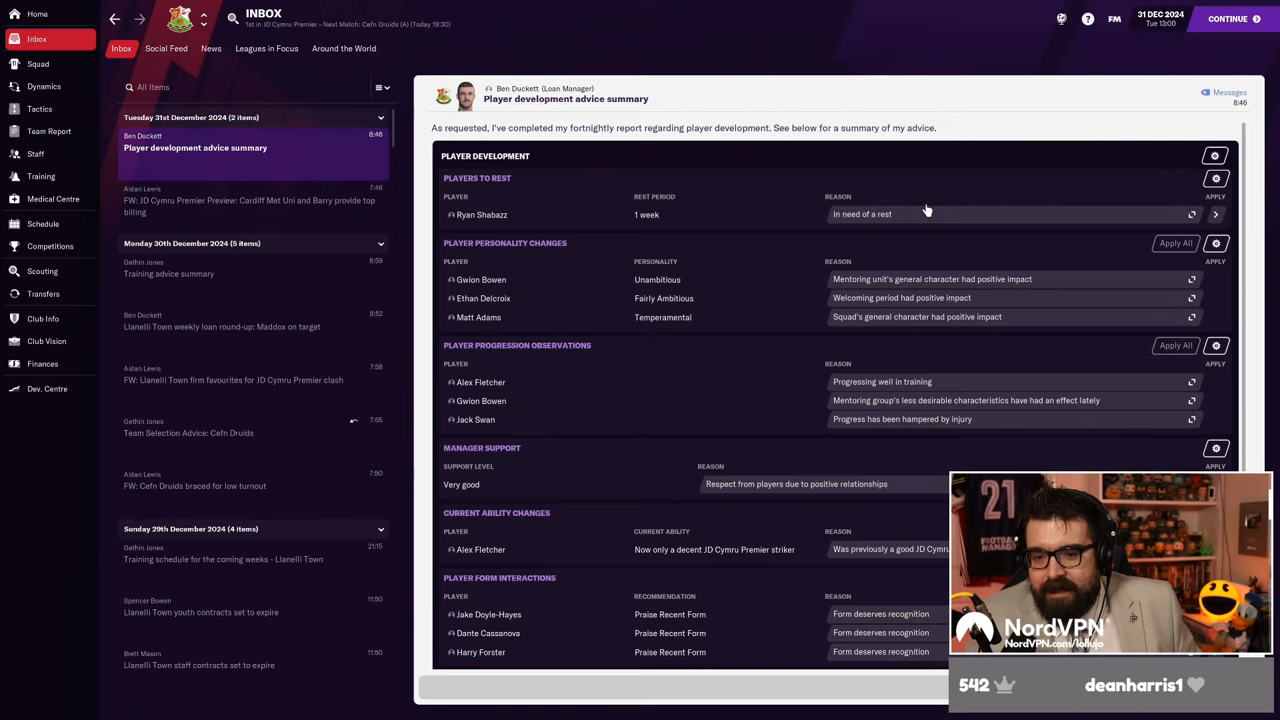 Home
Inbox
Squad
Dynamics
Tactics
Team Report
Staff
Training
Medical Centre
Schedule
Competitions
Scouting
Transfers
Club Info
Club Vision
Finances
Dev. Centre
INBOX
1st in JD Cymru Premier - Next Match: Cefn Druids (A) (Today 19:30)
FM
31 DEC 2024
Tue 13:00
CONTINUE
Inbox Social Feed News Leagues in Focus Around the World
All Items
Tuesday 31st December 2024 (2 items)
Ben Duckett 8:46
Player development advice summary
Aidan Lewis 7:46
FW: JD Cymru Premier Preview: Cardiff Met Uni and Barry provide top
billing
Monday 30th December 2024 (5 items)
Gethin Jones 8:59
Training advice summary
Ben Duckett 8:52
Llanelli Town weekly loan round-up: Maddox on target
Aidan Lewis 7:58
FW: Llanelli Town firm favourites for JD Cymru Premier clash
Gethin Jones 7:55
Team Selection Advice: Cefn Druids
Aidan Lewis 7:50
FW: Cefn Druids braced for low turnout
Sunday 29th December 2024 (4 items)
Gethin Jones 21:15
Training schedule for the coming weeks - Llanelli Town
Spencer Bowen 11:50
Llanelli Town youth contracts set to expire
Brett Mason 11:50
Llanelli Town staff contracts set to expire
Ben Duckett (Loan Manager)
Player development advice summary
Messages
8:46
As requested, I've completed my fortnightly report regarding player development. See below for a summary of my advice.
PLAYER DEVELOPMENT
PLAYERS TO REST
PLAYER REST PERIOD REASON APPLY
Ryan Shabazz 1 week In need of a rest
PLAYER PERSONALITY CHANGES Apply All
PLAYER PERSONALITY REASON APPLY
Gwion Bowen Unambitious Mentoring unit's general character had positive impact
Ethan Delcroix Fairly Ambitious Welcoming period had positive impact
Matt Adams Temperamental Squad's general character had positive impact
PLAYER PROGRESSION OBSERVATIONS Apply All
PLAYER REASON APPLY
Alex Fletcher Progressing well in training
Gwion Bowen Mentoring group's less desirable characteristics have had an effect lately
Jack Swan Progress has been hampered by injury
MANAGER SUPPORT
SUPPORT LEVEL REASON APPLY
Very good Respect from players due to positive relationships
CURRENT ABILITY CHANGES
PLAYER CURRENT ABILITY REASON
Alex Fletcher Now only a decent JD Cymru Premier striker Was previously a good JD Cymru
PLAYER FORM INTERACTIONS
PLAYER RECOMMENDATION REASON
Jake Doyle-Hayes Praise Recent Form Form deserves recognition
Dante Cassanova Praise Recent Form Form deserves recognition
Harry Forster Praise Recent Form Form deserves recognition
21
NordVPN
NordVPN.com/lollujo
542
deanharris1